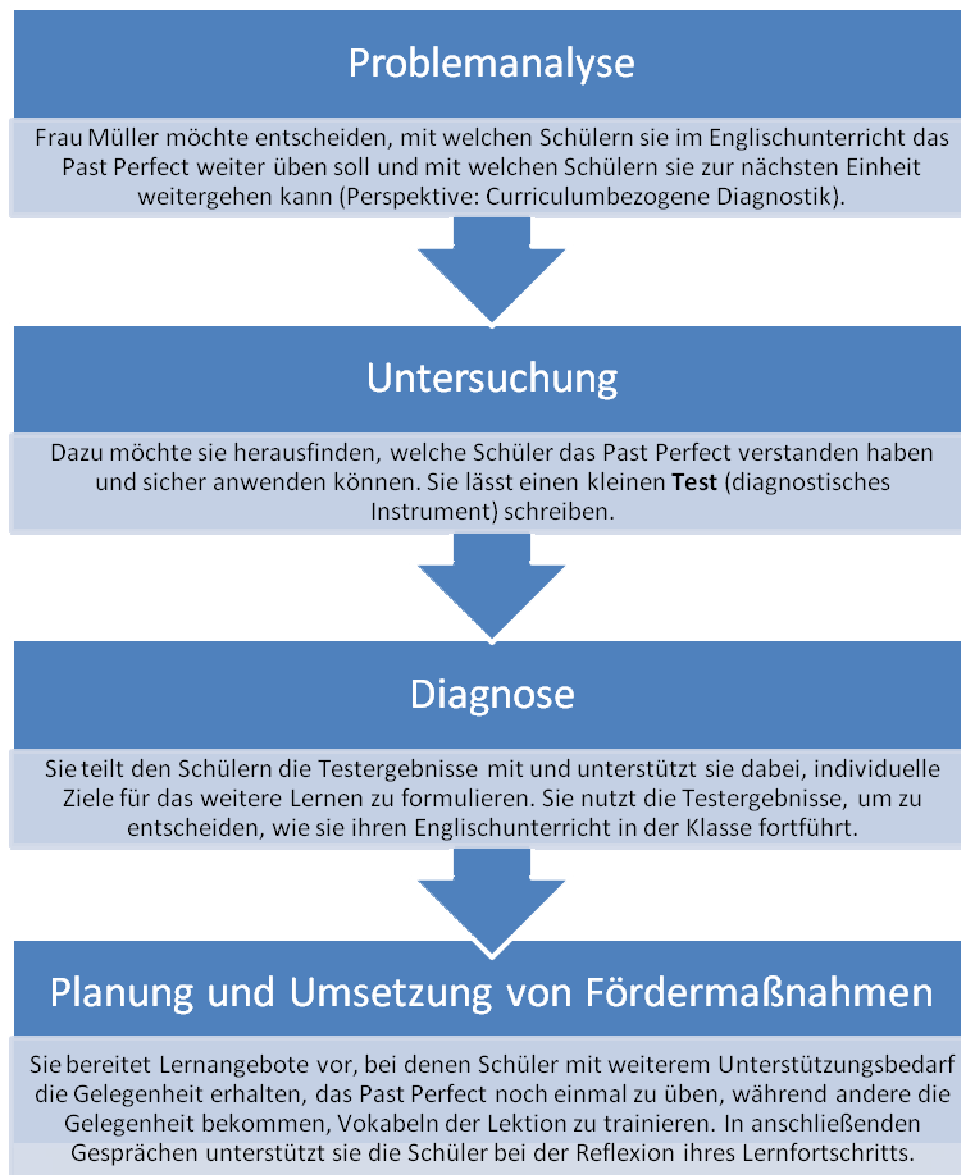 Problemanalyse
Frau Müller möchte entscheiden, mit welchen Schülern sie im Englischunterricht das
Past Perfect weiter üben soll und mit welchen Schülern sie zur nächsten Einheit
weitergehen kann (Perspektive: Curriculumbezogene Diagnostik).
Untersuchung
Dazu möchte sie herausfinden, welche Schüler das Past Perfect verstanden haben
und sicher anwenden können. Sie lässt einen kleinen Test (diagnostisches
Instrument) schreiben.
Diagnose
Sie teilt den Schülern die Testergebnisse mit und unterstützt sie dabei, individuelle
Ziele für das weitere Lernen zu formulieren. Sie nutzt die Testergebnisse, um zu
entscheiden, wie sie ihren Englischunterricht in der Klasse fortführt.
Planung und Umsetzung von Fördermaßnahmen
Sie bereitet Lernangebote vor, bei denen Schüler mit weiterem Unterstützungsbedarf
die Gelegenheit erhalten, das Past Perfect noch einmal zu üben, während andere die
Gelegenheit bekommen, Vokabeln der Lektion zu trainieren. In anschließenden
Gesprächen unterstützt sie die Schüler bei der Reflexion ihres Lernfortschritts.